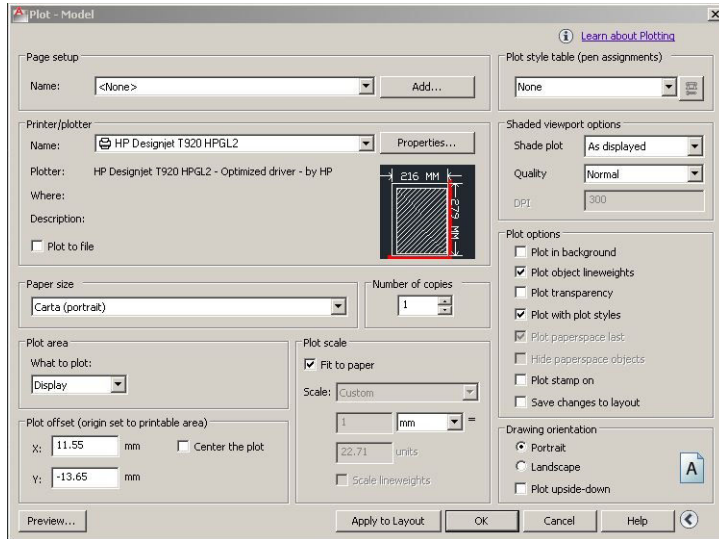 Plot - Model
Learn about Plotting
Page setup
Name: <None> Add...
Plot style table (pen assignments)
None
Printer/plotter
Name: HP Designjet T920 HPGL2 Properties...
Plotter: HP Designjet T920 HPGL2 - Optimized driver - by HP
Where:
Description:
Plot to file
216 MM
279 MM
Shaded viewport options
Shade plot As displayed
Quality Normal
DPI 300
Paper size
Carta (portrait)
Number of copies
1
Plot area
What to plot:
Display
Plot scale
Fit to paper
Scale: Custom
1 mm =
22.71 units
Scale lineweights
Plot offset (origin set to printable area)
X: 11.55 mm Center the plot
Y: -13.65 mm
Plot options
Plot in background
Plot object lineweights
Plot transparency
Plot with plot styles
Plot paperspace last
Hide paperspace objects
Plot stamp on
Save changes to layout
Drawing orientation
Portrait
Landscape
Plot upside-down
A
Preview... Apply to Layout OK Cancel Help